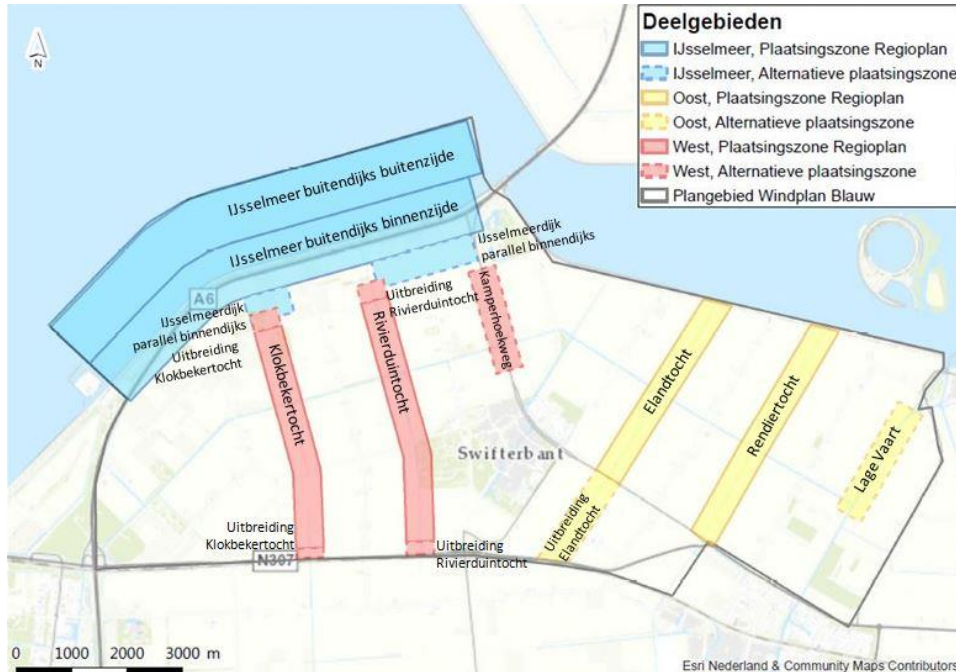 N
Deelgebieden
IJsselmeer, Plaatsingszone Regioplan
IJsselmeer, Alternatieve plaatsingszone
Oost, Plaatsingszone Regioplan
Oost, Alternatieve plaatsingszone
West, Plaatsingszone Regioplan
West, Alternatieve plaatsingszone
Plangebied Windplan Blauw
IJsselmeer buitendijks buitenzijde
IJsselmeer buitendijks binnenzijde
IJsselmeerdijk
parallel binnendijks
A6
IJsselmeerdijk
parallel binnendijks
Uitbreiding
Klokbekertocht
Uitbreiding
Rivierduintocht
Kamperhoekweg
Klokbekertocht
Rivierduintocht
Elandtocht
Rendiertocht
Lage Vaart
Swifterbant
Uitbreiding
Elandtocht
Uitbreiding
Klokbekertocht
N307
Uitbreiding
Rivierduintocht
0 1000 2000 3000 m
Esri Nederland & Community Maps Contributors